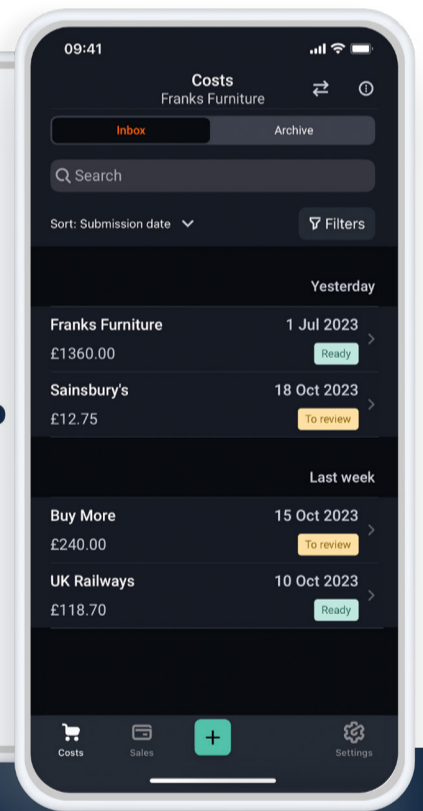 09:41
Costs
Franks Furniture
Inbox Archive
Search
Sort: Submission date Filters
Yesterday
Franks Furniture 1 Jul 2023
£1360.00 Ready
Sainsbury's 18 Oct 2023
£12.75 To review
Last week
Buy More 15 Oct 2023
£240.00 To review
UK Railways 10 Oct 2023
£118.70 Ready
Costs Sales + Settings